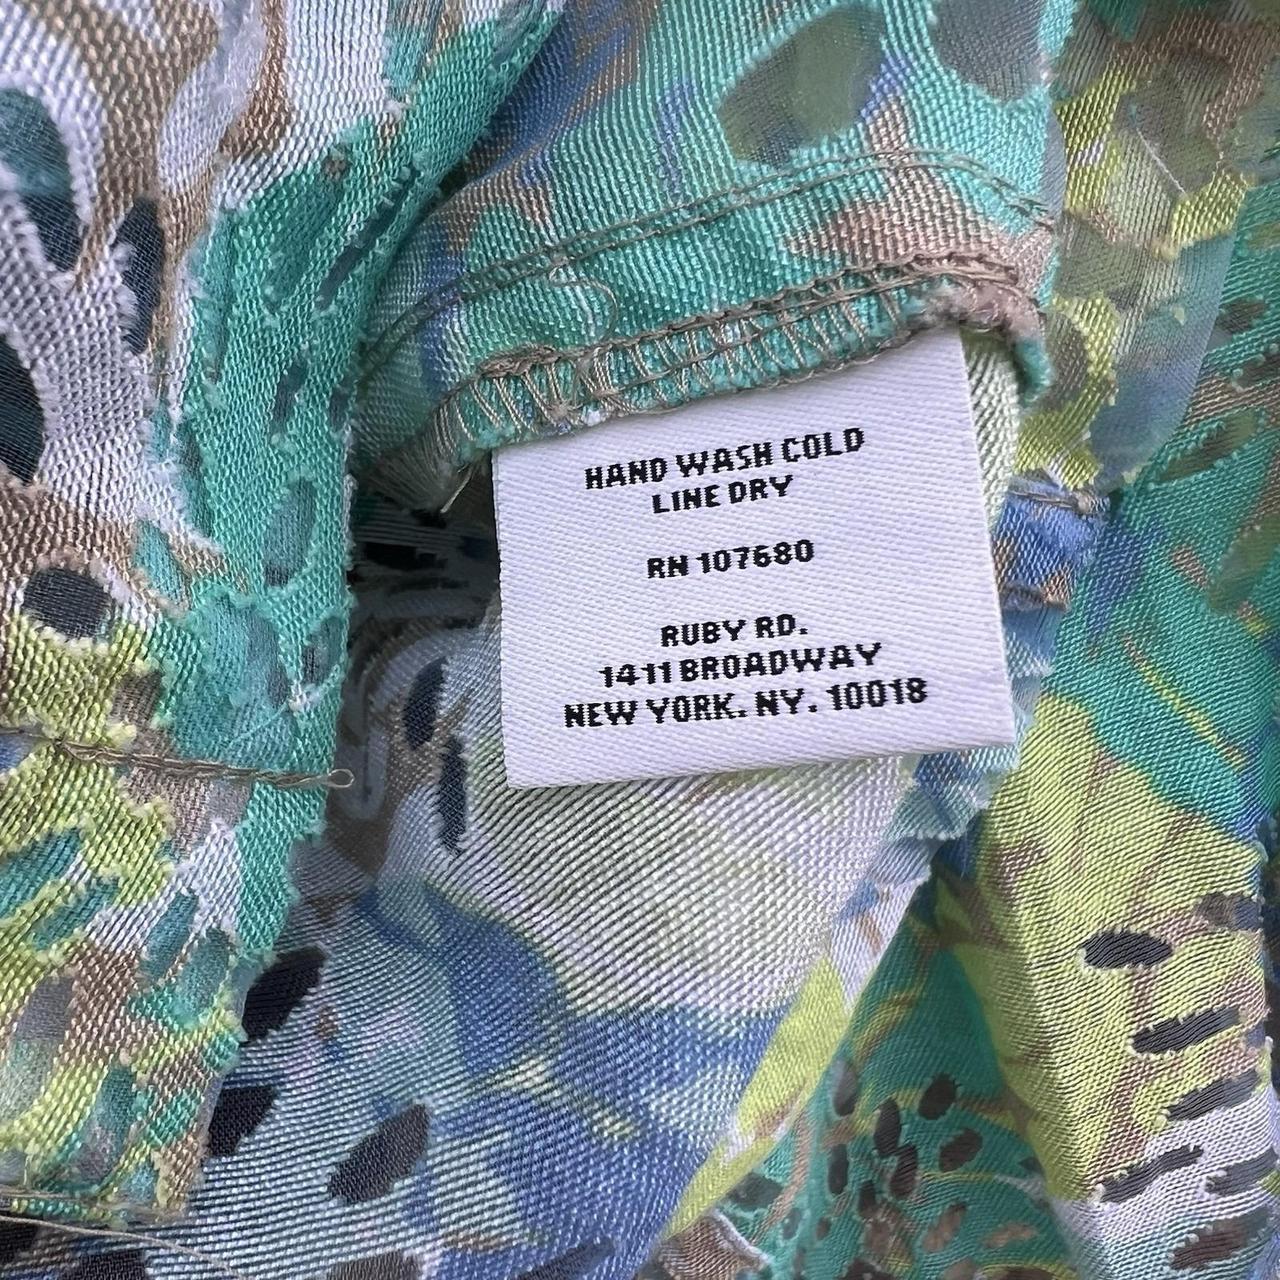 HAND WASH COLD
LINE DRY
RN 107680
RUBY RD.
1411 BROADWAY
NEW YORK. NY. 10018